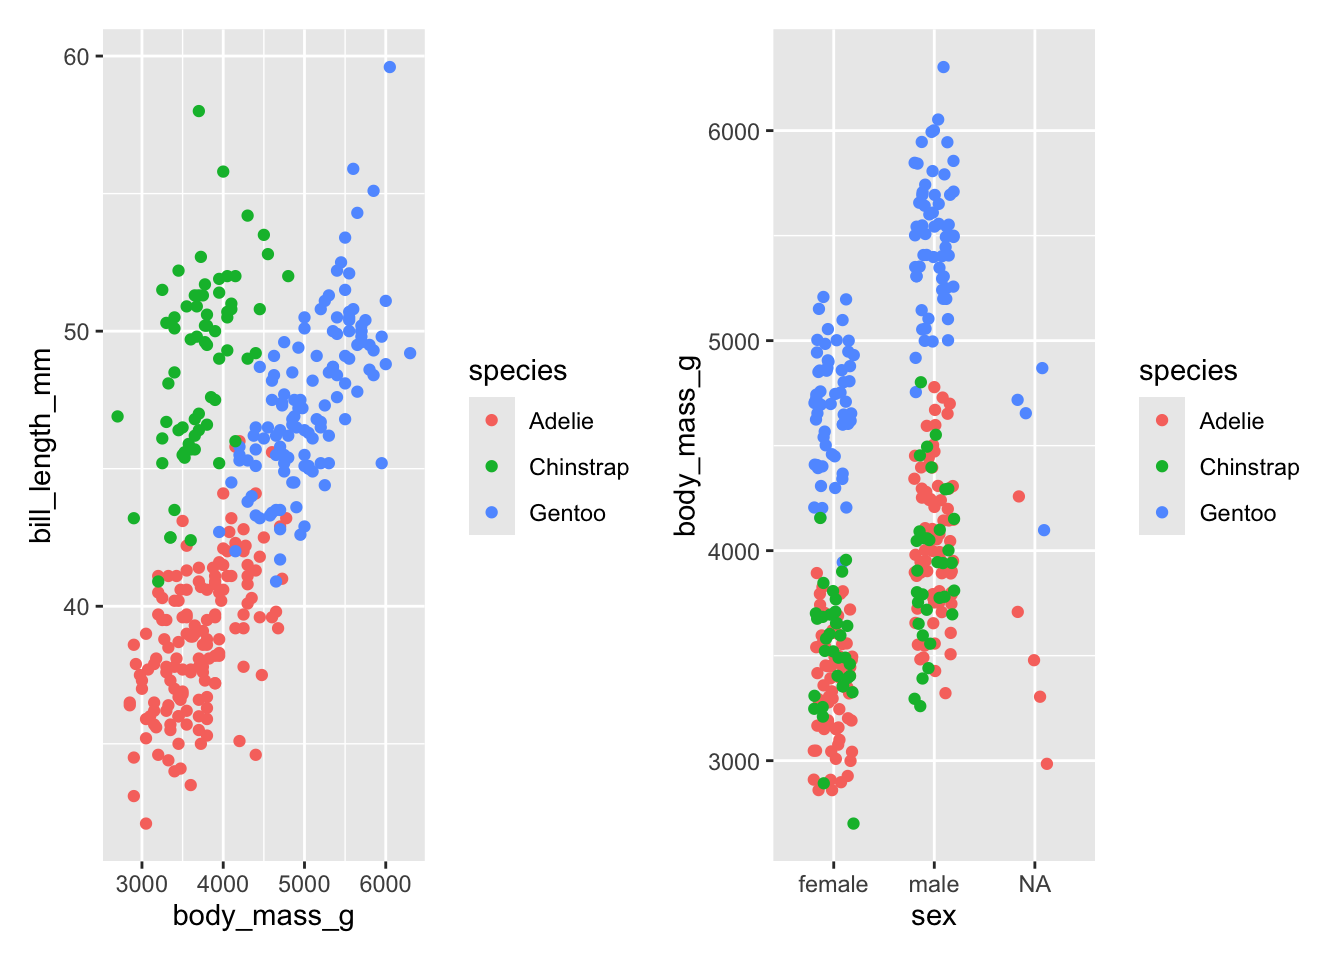 60
50
40
bill_length_mm
3000 4000 5000 6000
body_mass_g
species
Adelie
Chinstrap
Gentoo
6000
5000
4000
3000
body_mass_g
female male NA
sex
species
Adelie
Chinstrap
Gentoo